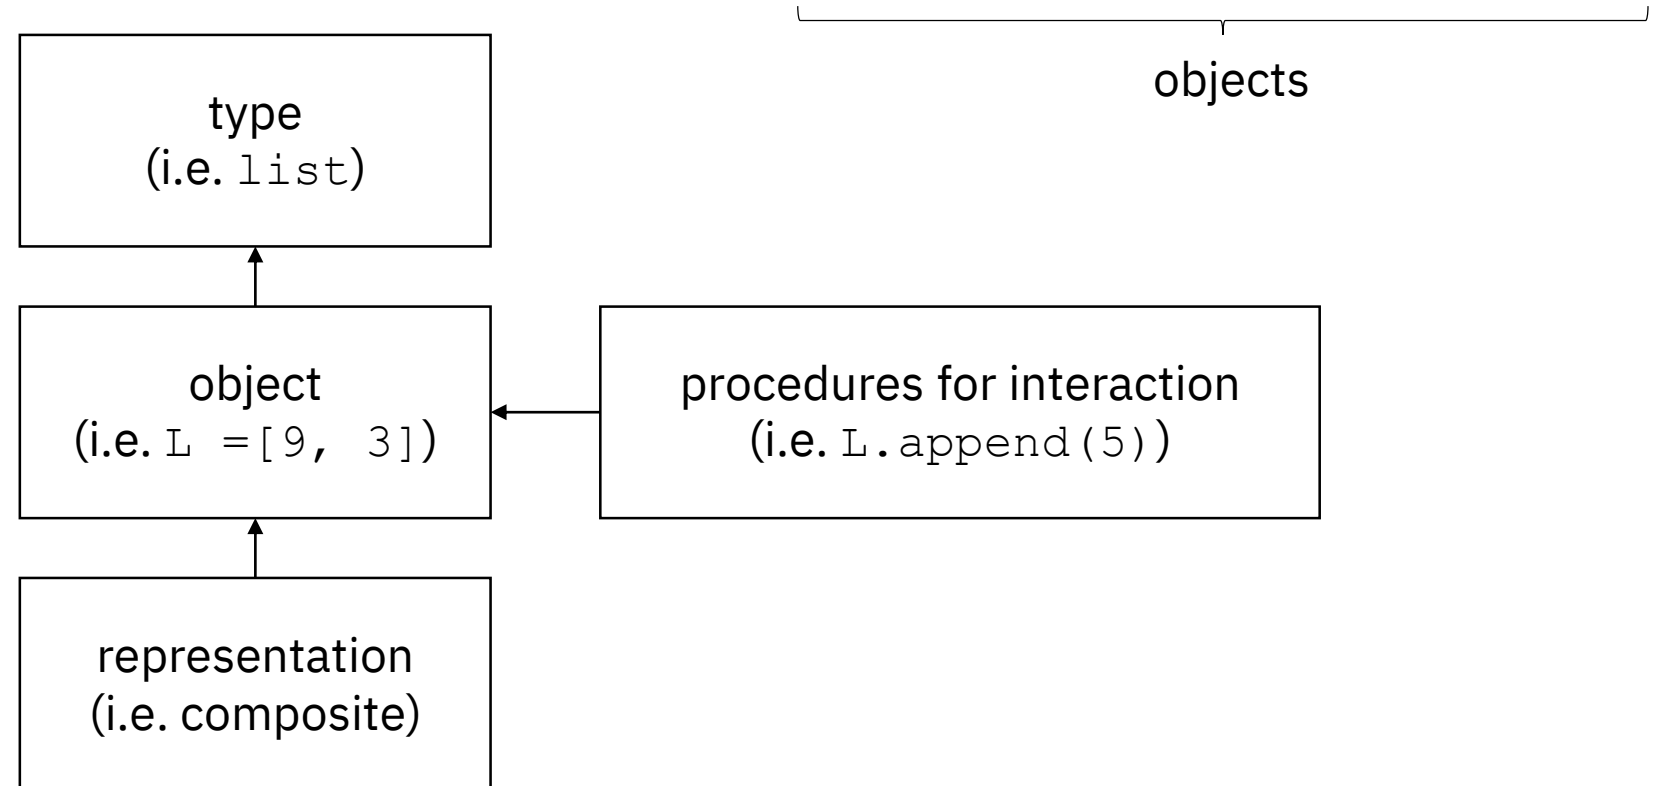 objects
type
(i.e. list)
object
(i.e. L =[9, 3])
procedures for interaction
(i.e. L.append(5))
representation
(i.e. composite)